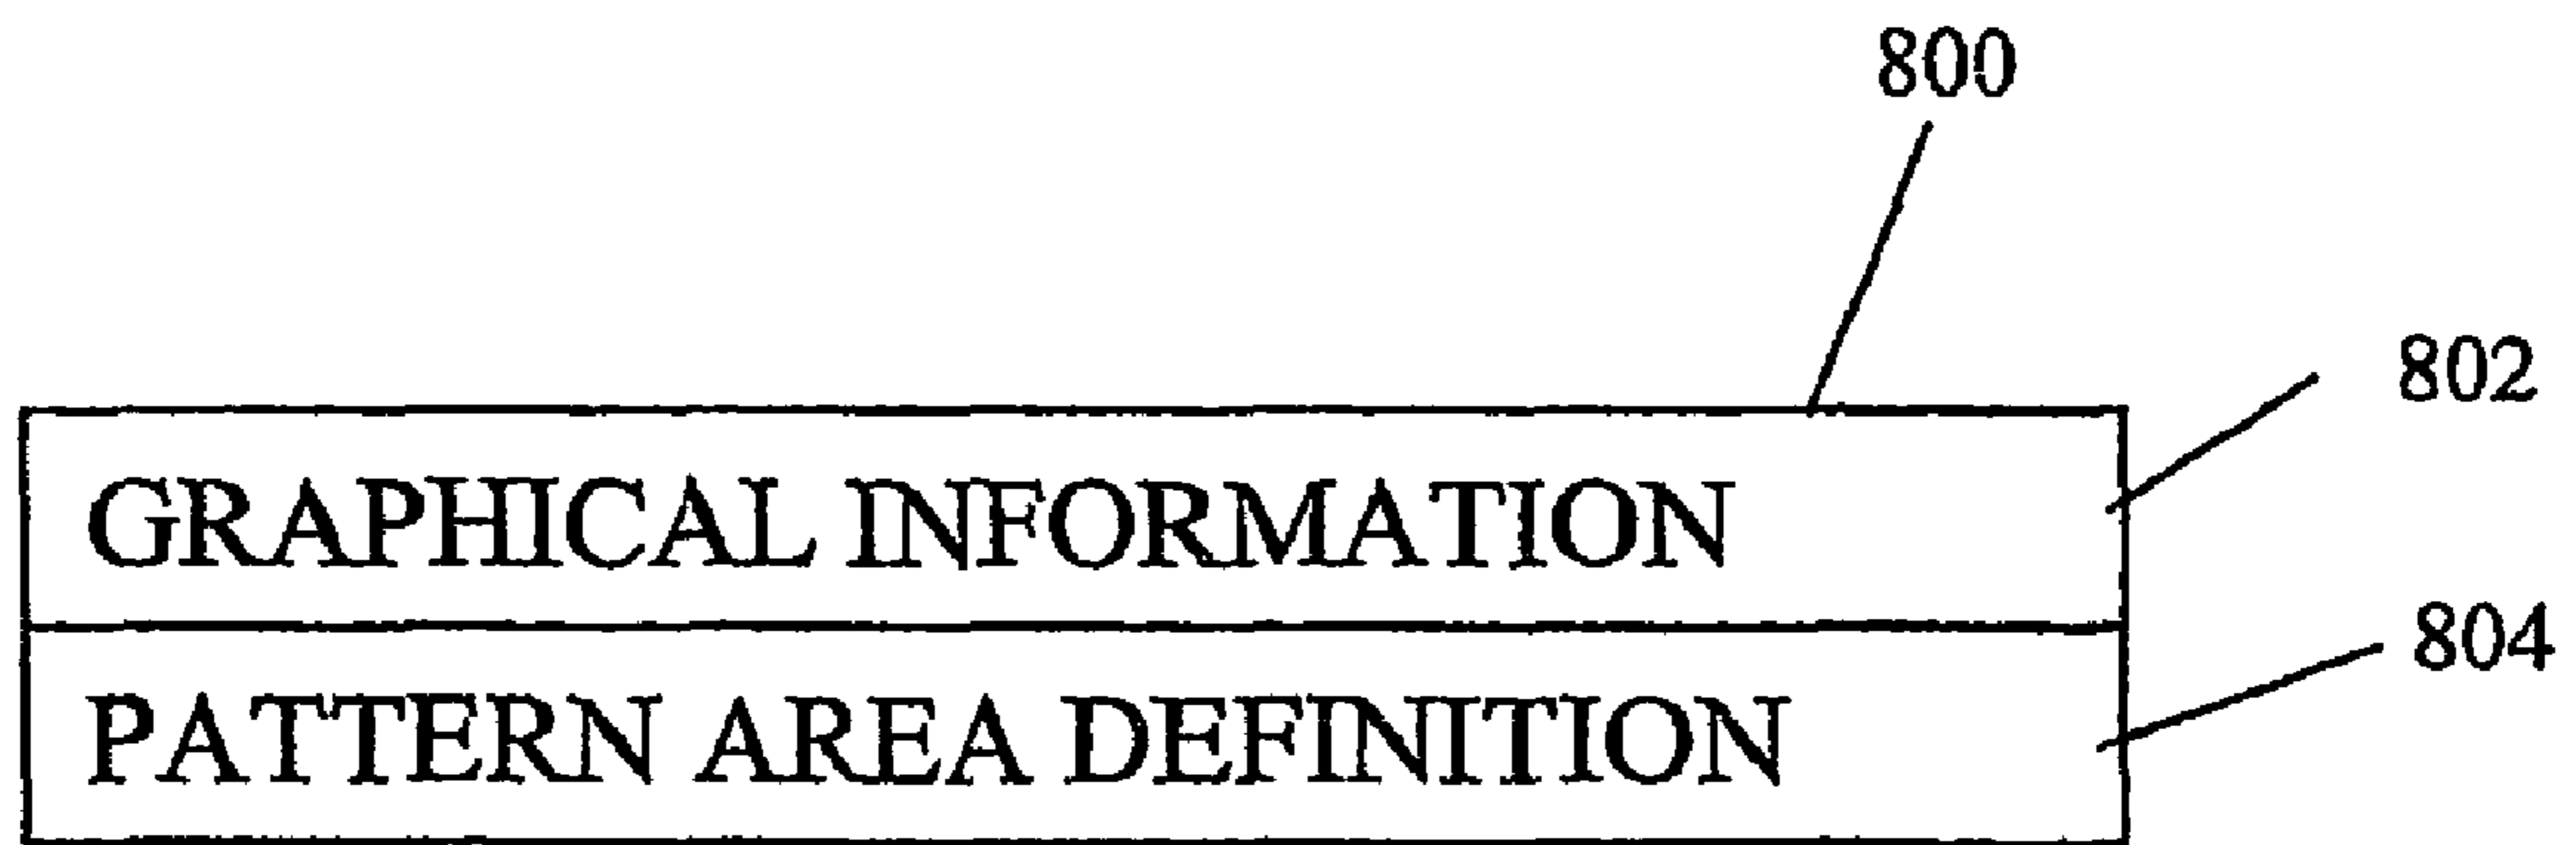 800
802
GRAPHICAL INFORMATION
804
PATTERN AREA DEFINITION